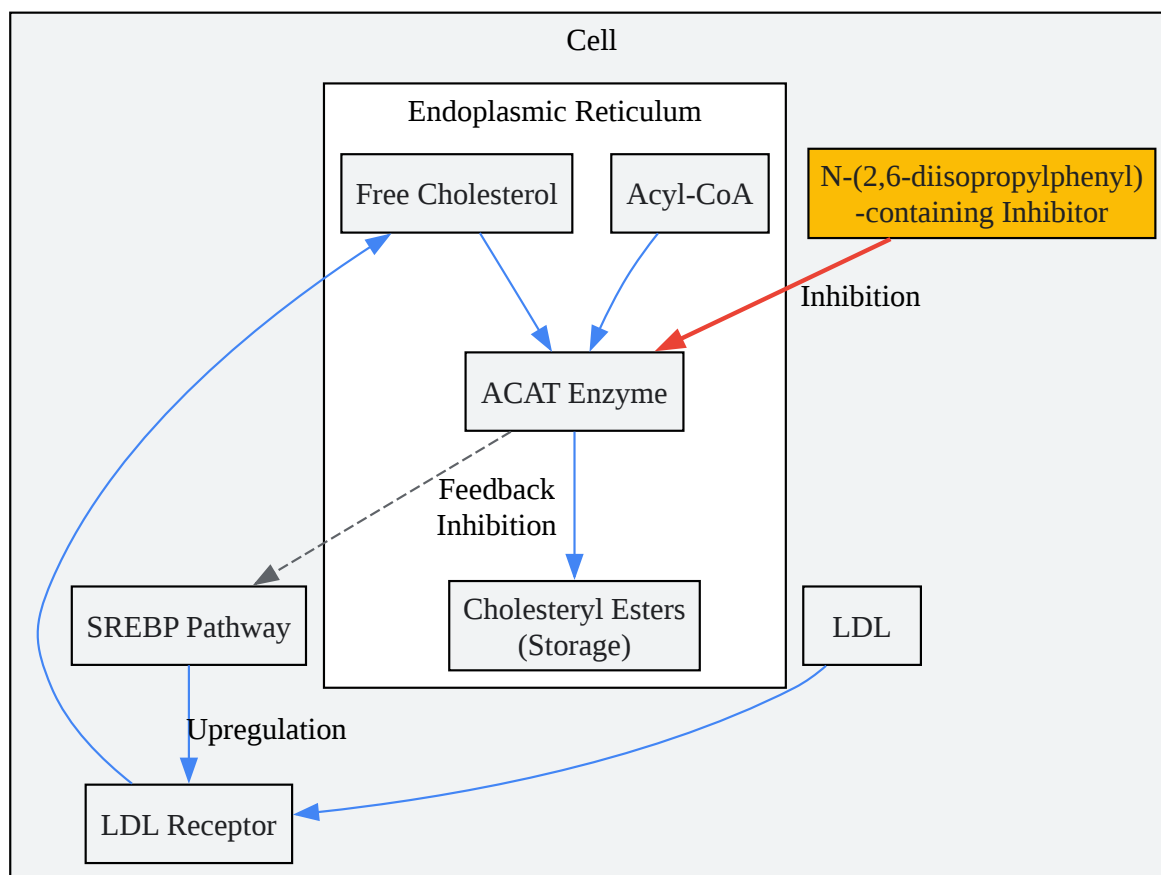 Cell
Endoplasmic Reticulum
Free Cholesterol
Acyl-CoA
N-(2,6-diisopropylphenyl)
-containing Inhibitor
Inhibition
ACAT Enzyme
Feedback
Inhibition
SREBP Pathway
Cholesteryl Esters
(Storage)
LDL
Upregulation
LDL Receptor